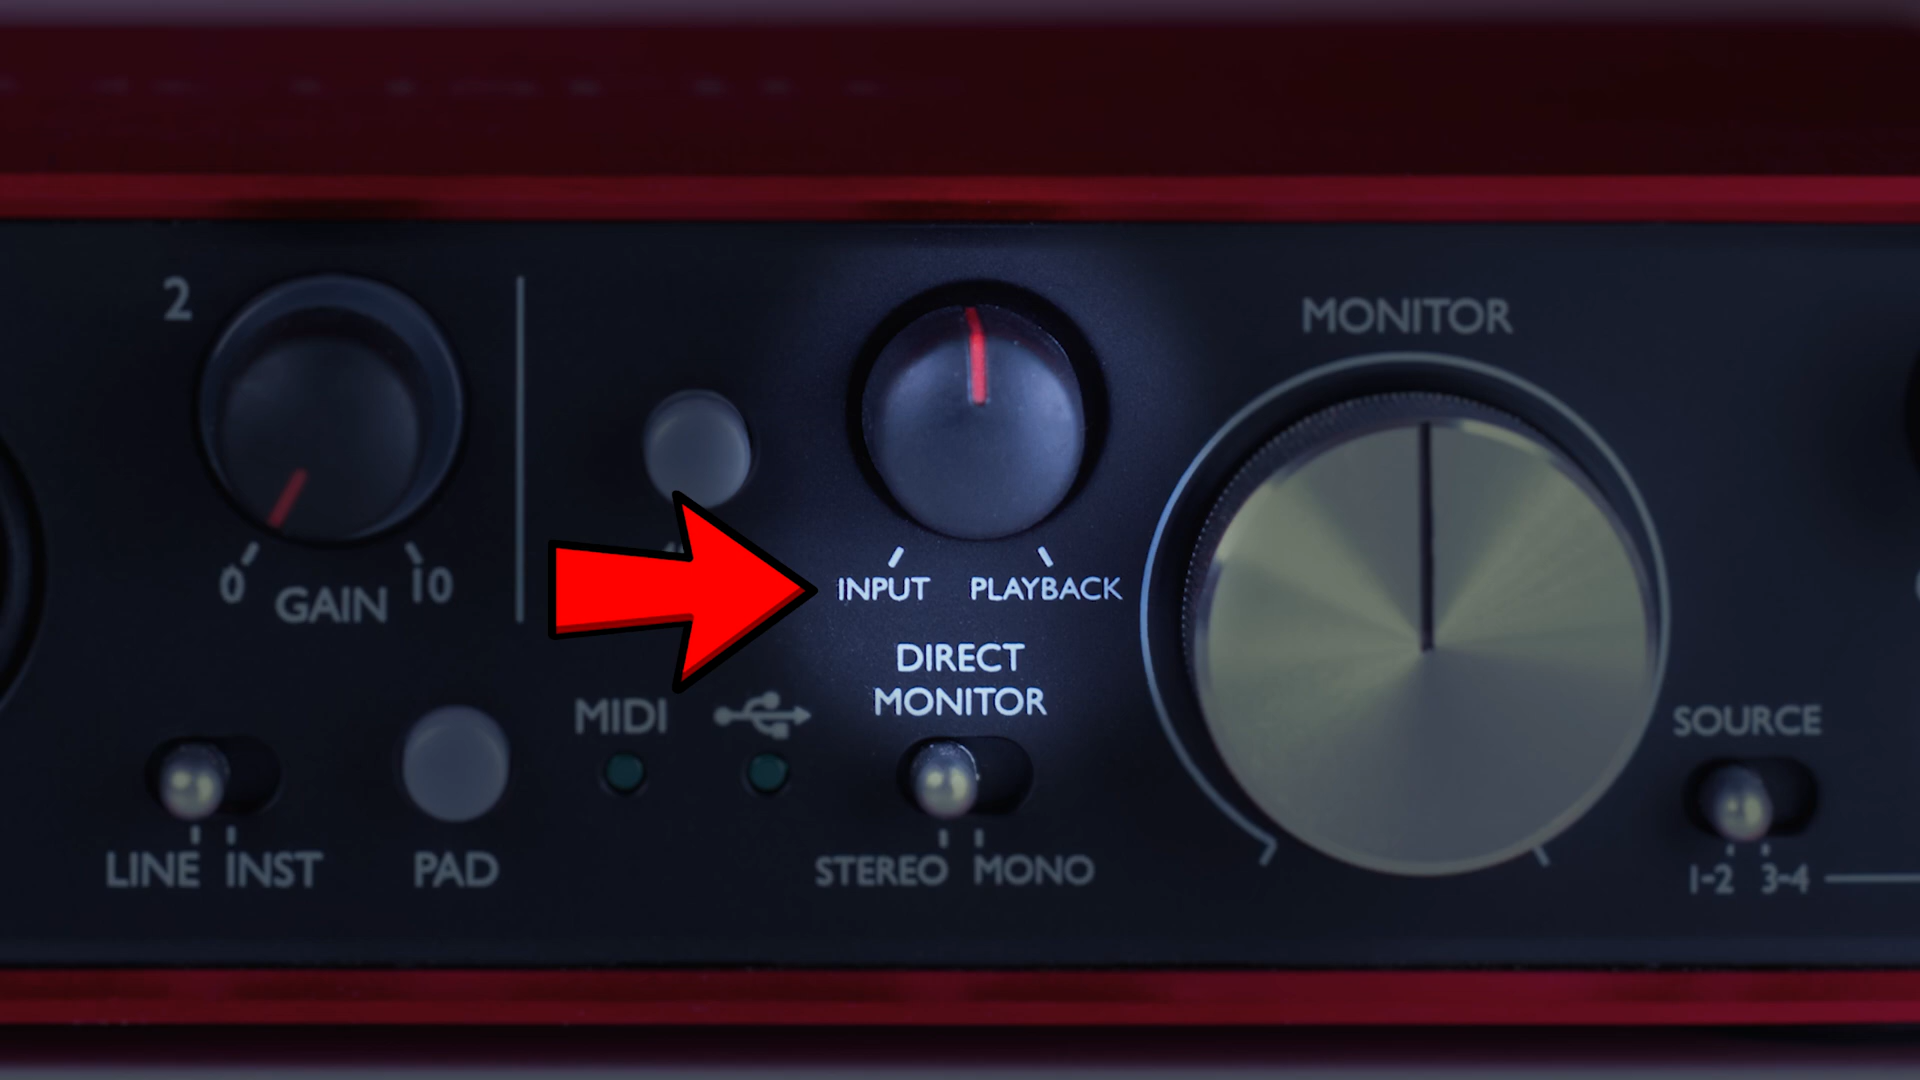 2
0
GAIN
10
LINE INST
PAD
MIDI
INPUT PLAYBACK
DIRECT
MONITOR
STEREO MONO
MONITOR
SOURCE
1-2 3-4